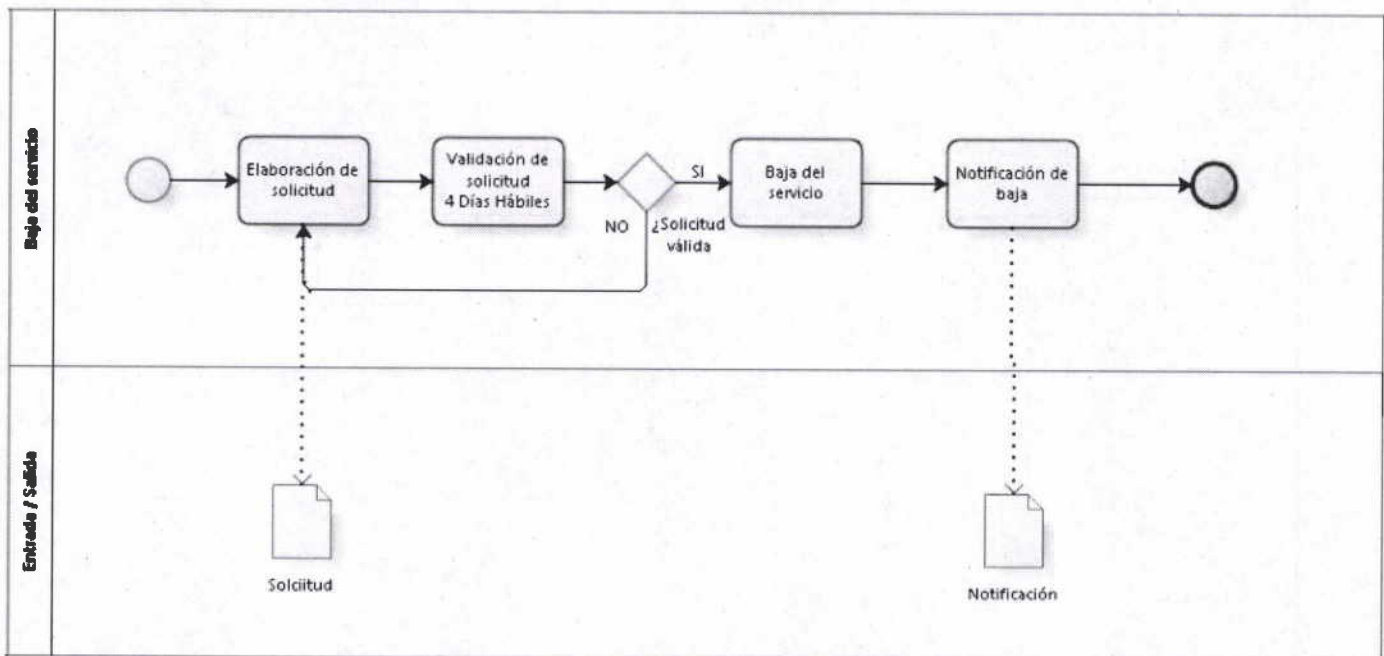 Baja del servicio
Elaboración de
solicitud
Validación de
solicitud
4 Días Hábiles
SI
NO
¿Solicitud
válida
Baja del
servicio
Notificación de
baja
Entrada / Salida
Solciitud
Notificación